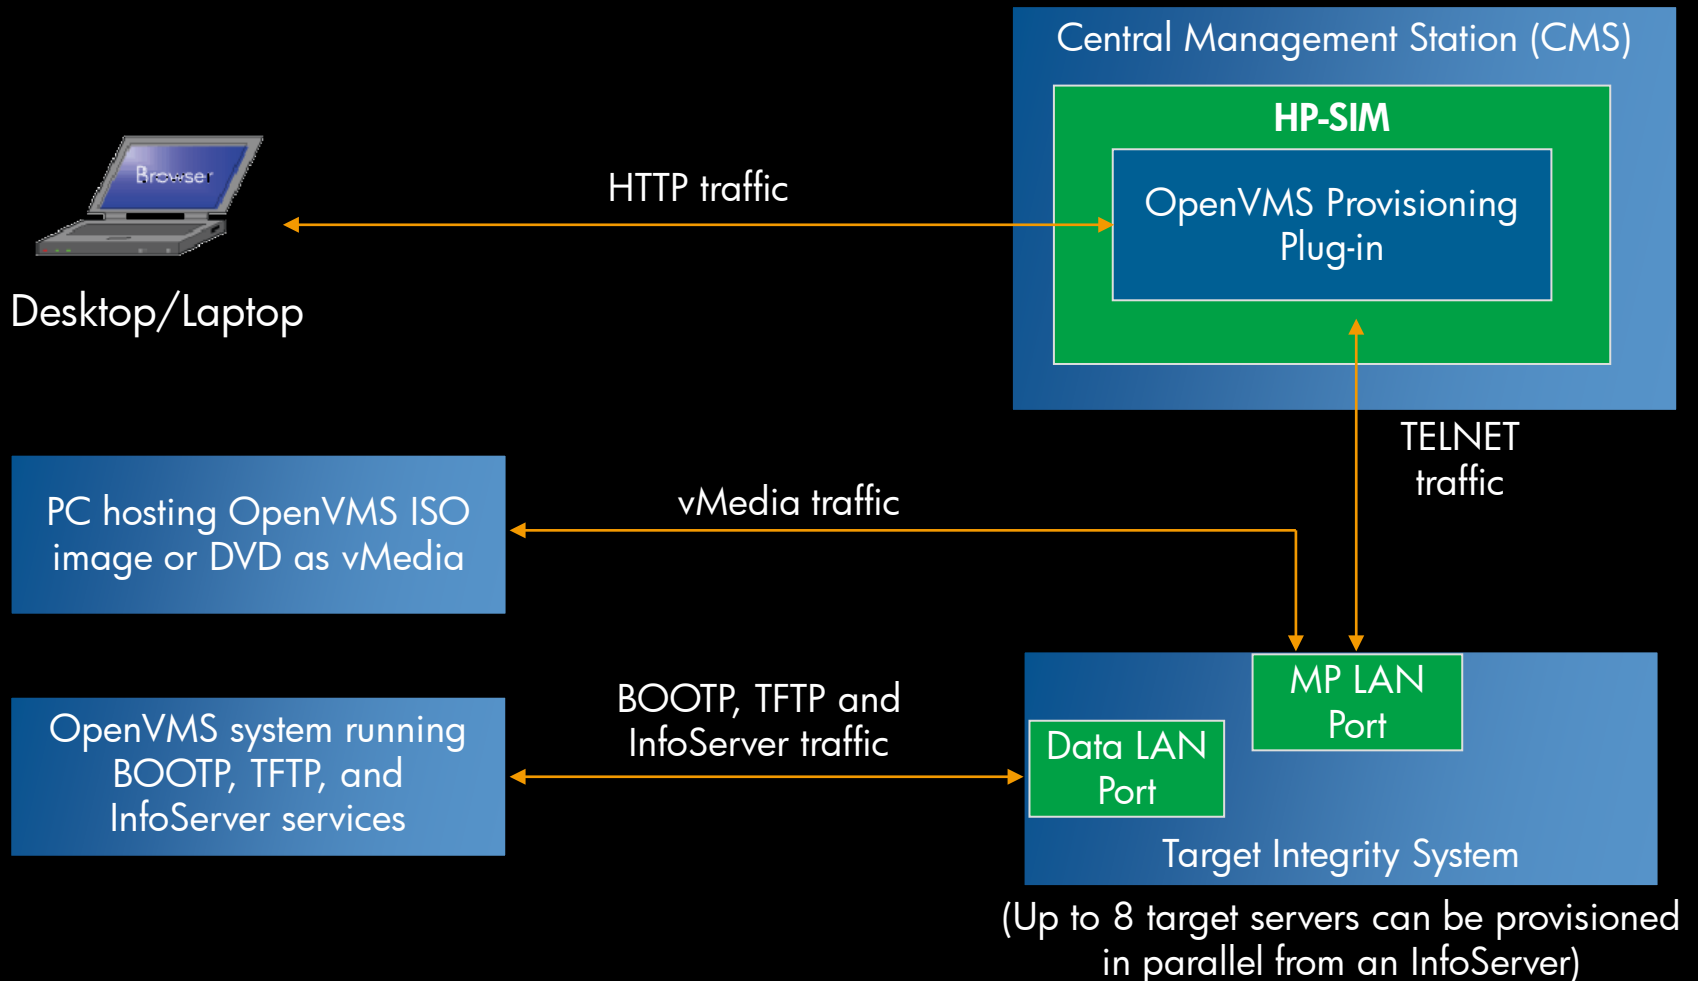 Central Management Station (CMS)
HP-SIM
Browser
HTTP traffic
OpenVMS Provisioning
Plug-in
Desktop/Laptop
TELNET
traffic
PC hosting OpenVMS ISO
image or DVD as vMedia
vMedia traffic
OpenVMS system running
BOOTP, TFTP, and
InfoServer services
BOOTP, TFTP and
InfoServer traffic
MP LAN
Port
Data LAN
Port
Target Integrity System
(Up to 8 target servers can be provisioned
in parallel from an InfoServer)